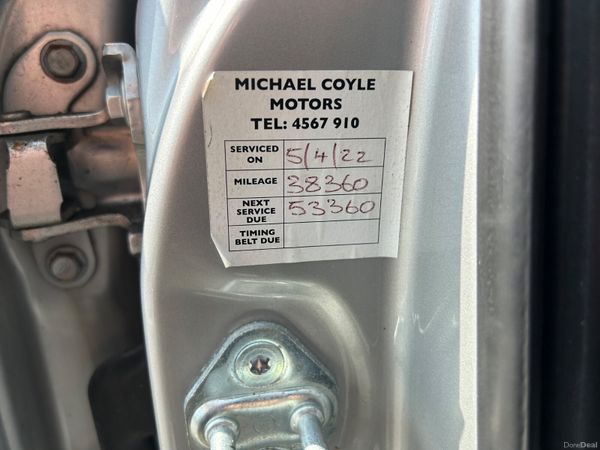 MICHAEL COYLE
MOTORS
TEL: 4567 910
SERVICED
ON
5/4/22
MILEAGE
38360
NEXT
SERVICE
DUE
53360
TIMING
BELT DUE
DoneDeal